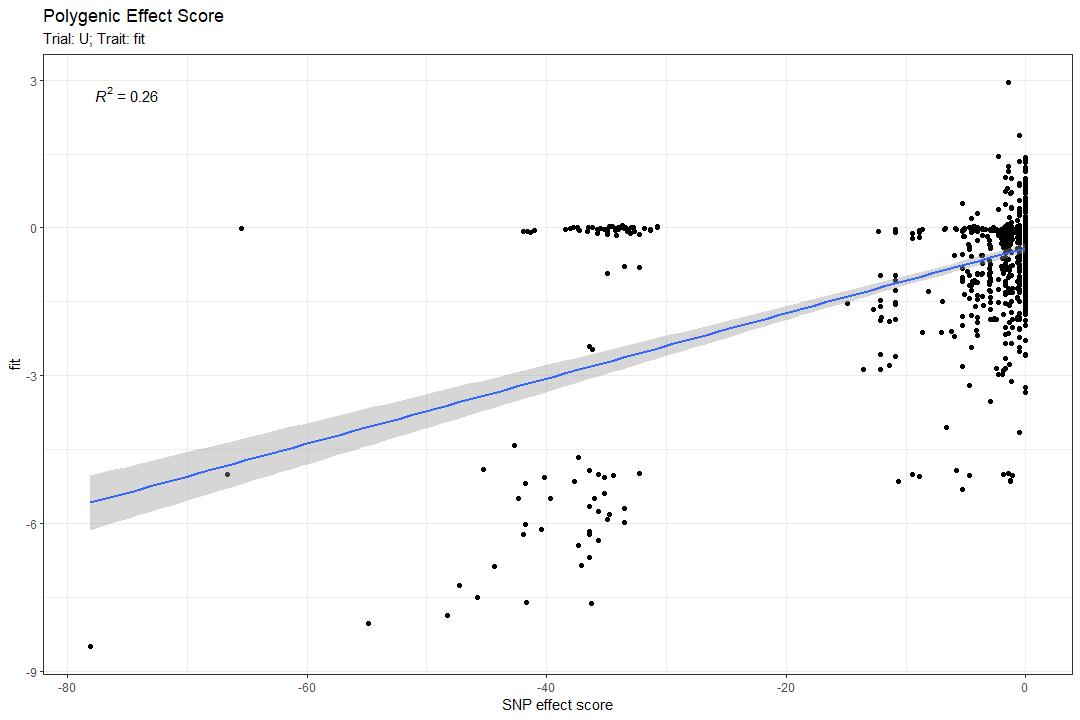 Polygenic Effect Score
Trial: U; Trait: fit
R² = 0.26
3
0
-3
-6
-9
fit
-80
-60
-40
-20
0
SNP effect score